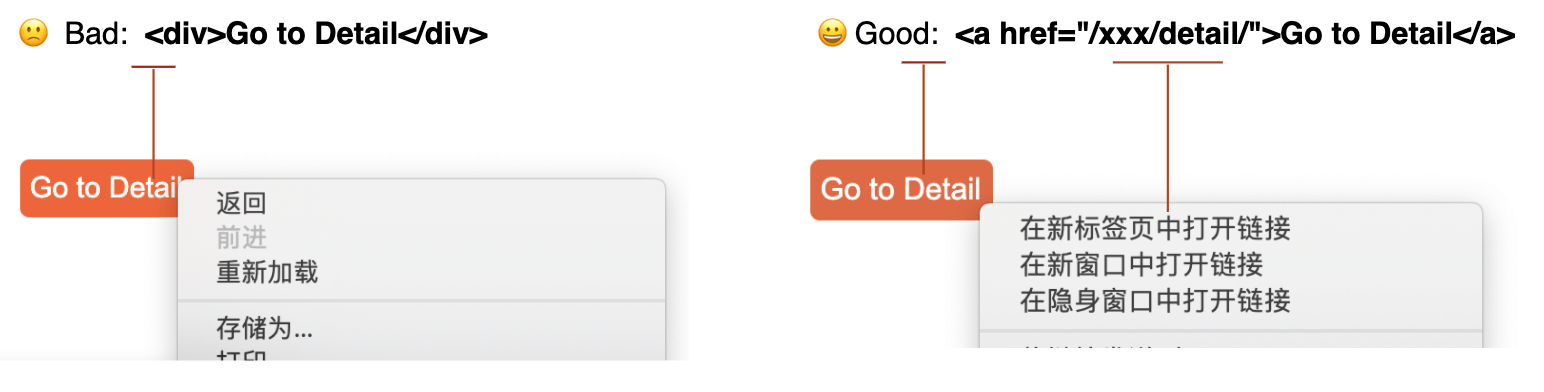 🙁 Bad: <div>Go to Detail</div>
Go to Detail
返回
前进
重新加载
存储为...
打印
😀 Good: <a href="/xxx/detail/">Go to Detail</a>
Go to Detail
在新标签页中打开链接
在新窗口中打开链接
在隐身窗口中打开链接